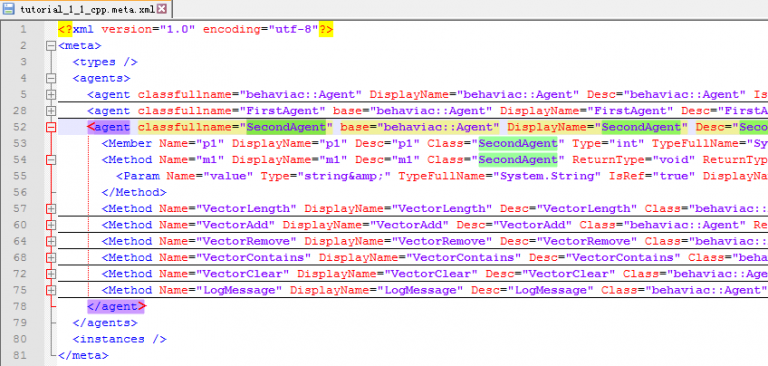 tutorial_1_1_cpp.meta.xml
1 <?xml version="1.0" encoding="utf-8"?>
2 <meta>
3 <types />
4 <agents>
5 <agent classfullname="behaviac::Agent" DisplayName="behaviac::Agent" Desc="behaviac::Agent" Is
28 <agent classfullname="FirstAgent" base="behaviac::Agent" DisplayName="FirstAgent" Desc="FirstA
52 <agent classfullname="SecondAgent" base="behaviac::Agent" DisplayName="SecondAgent" Desc="Seco
53 <Member Name="p1" DisplayName="p1" Desc="p1" Class="SecondAgent" Type="int" TypeFullName="Sy
54 <Method Name="m1" DisplayName="m1" Desc="m1" Class="SecondAgent" ReturnType="void" ReturnTyp
55 <Param Name="value" Type="string&amp;" TypeFullName="System.String" IsRef="true" DisplayNa
56 </Method>
57 <Method Name="VectorLength" DisplayName="VectorLength" Desc="VectorLength" Class="behaviac::
60 <Method Name="VectorAdd" DisplayName="VectorAdd" Desc="VectorAdd" Class="behaviac::Agent" Re
64 <Method Name="VectorRemove" DisplayName="VectorRemove" Desc="VectorRemove" Class="behaviac::
68 <Method Name="VectorContains" DisplayName="VectorContains" Desc="VectorContains" Class="beha
72 <Method Name="VectorClear" DisplayName="VectorClear" Desc="VectorClear" Class="behaviac::Age
75 <Method Name="LogMessage" DisplayName="LogMessage" Desc="LogMessage" Class="behaviac::Agent"
78 </agent>
79 </agents>
80 <instances />
81 </meta>